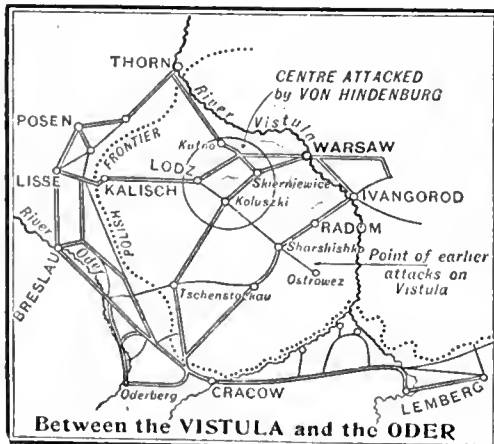 THORN
CENTRE ATTACKED
by VON HINDENBURG
River
Vistula
POSEN
FRONTIER
Kutno
WARSAW
LODZ
LISSE
KALISCH
Skierniewice
IVANGOROD
Koluszki
River
POLISH
RADOM
Sharshishko
Oder
Point of earlier
attacks on
Vistula
Ostrowez
BRESLAU
Tschenstockau
Oderberg
CRACOW
LEMBERG
Between the VISTULA and the ODER